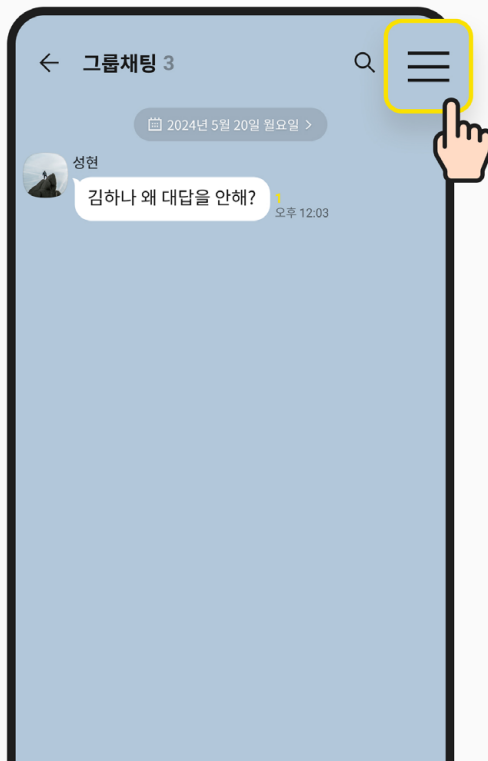 그룹채팅 3
2024년 5월 20일 월요일
성현
김하나 왜 대답을 안해?
1
오후 12:03